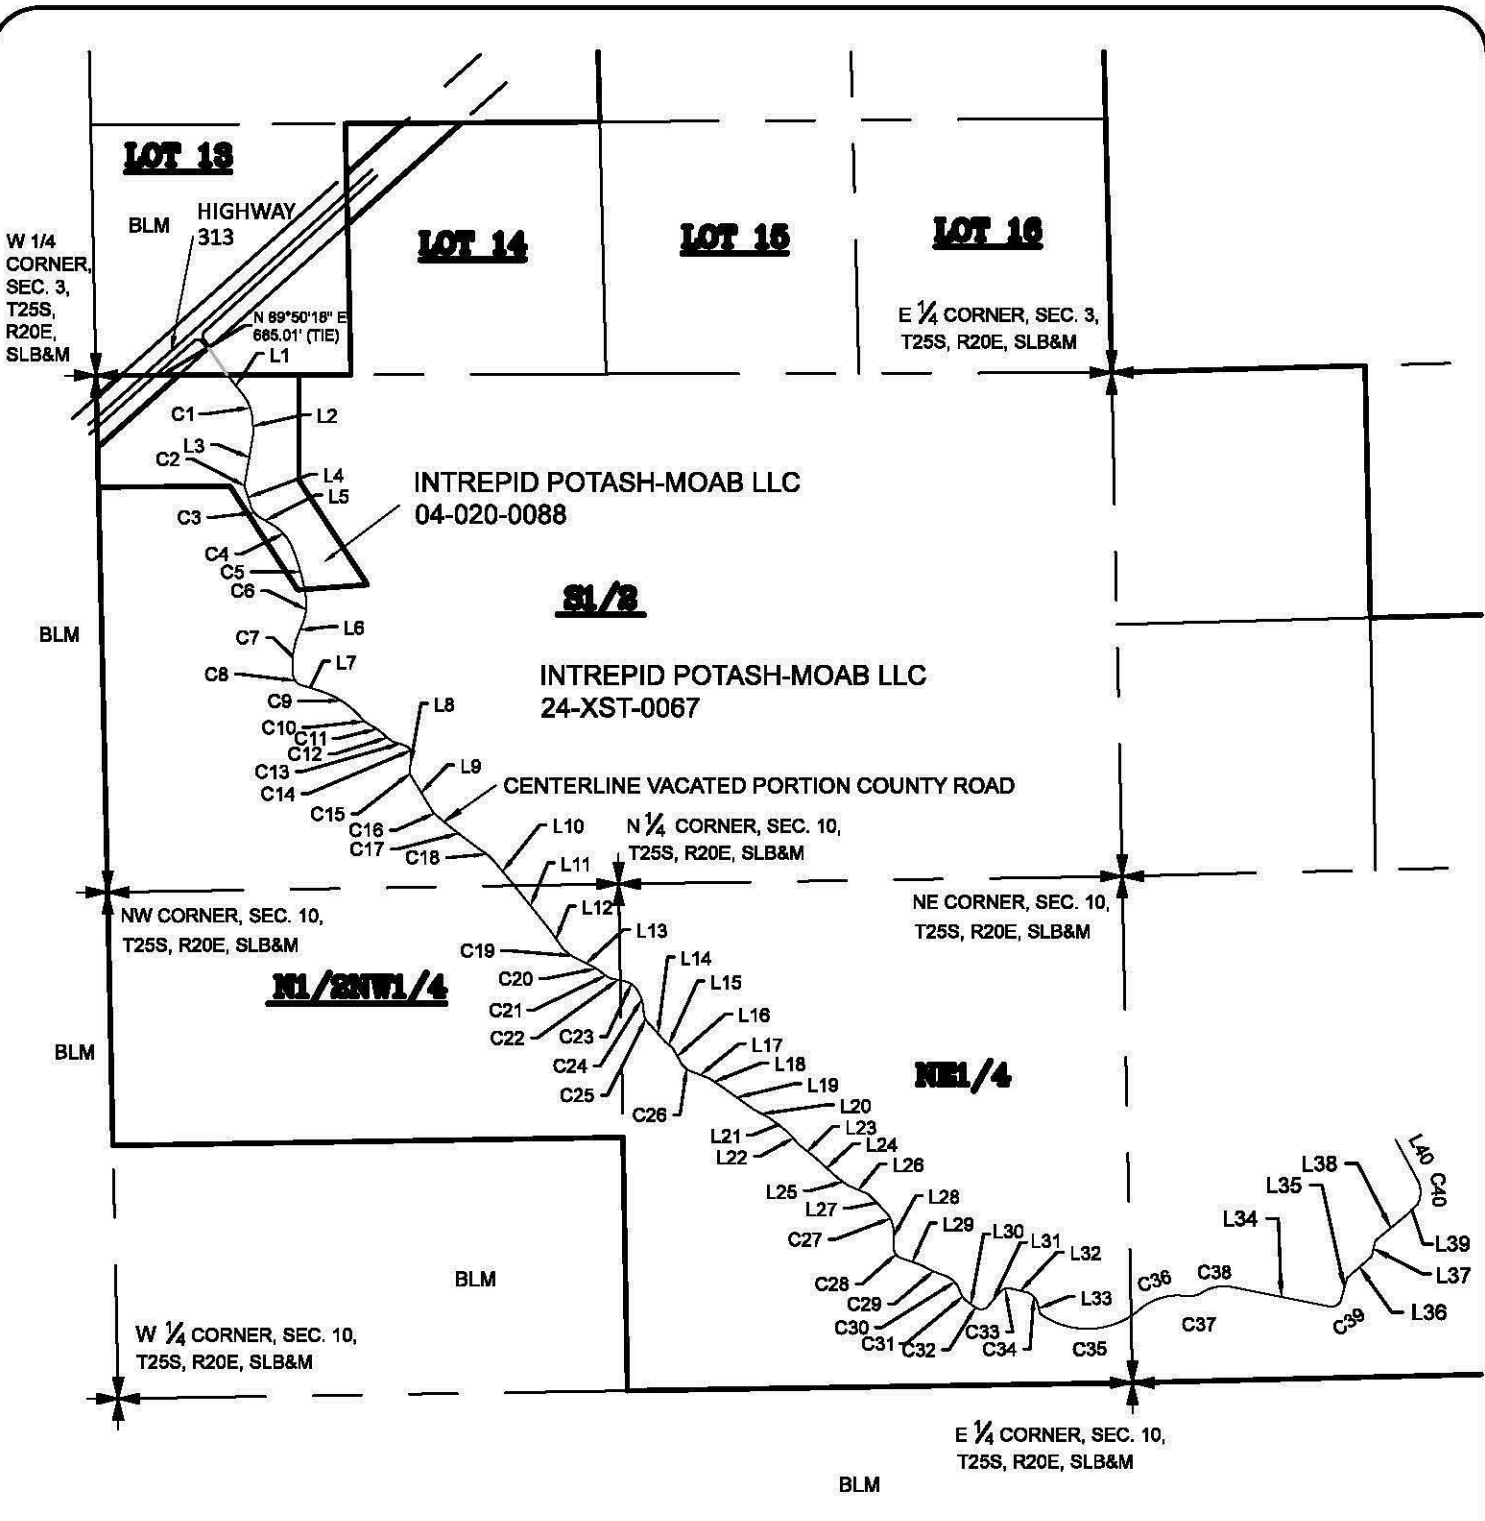 LOT 13
HIGHWAY
313
BLM
W 1/4
CORNER,
SEC. 3,
T25S,
R20E,
SLB&M
LOT 14
LOT 15
LOT 16
N 89°50'18" E
665.01' (TIE)
E 1/4 CORNER, SEC. 3,
T25S, R20E, SLB&M
L1
C1
L2
L3
C2
L4
L5
C3
INTREPID POTASH-MOAB LLC
04-020-0088
C4
C5
C6
S1/2
BLM
L6
C7
L7
C8
INTREPID POTASH-MOAB LLC
24-XST-0067
C9
L8
C10
C11
C12
C13
C14
L9
CENTERLINE VACATED PORTION COUNTY ROAD
C15
C16
C17
C18
L10
N 1/4 CORNER, SEC. 10,
T25S, R20E, SLB&M
L11
NW CORNER, SEC. 10,
T25S, R20E, SLB&M
L12
NE CORNER, SEC. 10,
T25S, R20E, SLB&M
L13
C19
L14
C20
L15
N1/2NW1/4
C21
L16
C22
C23
L17
BLM
C24
L18
NE1/4
C25
L19
C26
L20
L21
L23
L22
L24
L26
L25
L27
L28
C27
L29
L30
L31
L32
C28
C29
L33
C30
C31
C32
C33
C34
C35
C36
C37
C38
L34
L35
L38
L40
C40
L39
L37
L36
C39
BLM
W 1/4 CORNER, SEC. 10,
T25S, R20E, SLB&M
E 1/4 CORNER, SEC. 10,
T25S, R20E, SLB&M
BLM